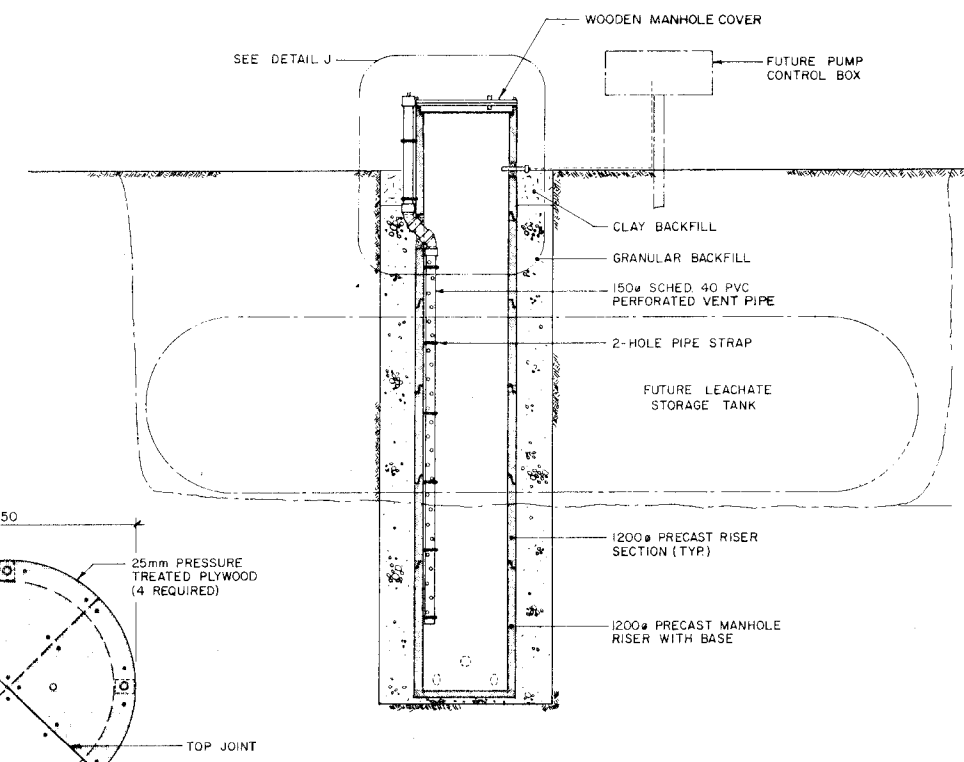 WOODEN MANHOLE COVER
SEE DETAIL J
FUTURE PUMP
CONTROL BOX
CLAY BACKFILL
GRANULAR BACKFILL
150ø SCHED. 40 PVC
PERFORATED VENT PIPE
2-HOLE PIPE STRAP
FUTURE LEACHATE
STORAGE TANK
50
25mm PRESSURE
TREATED PLYWOOD
(4 REQUIRED)
1200ø PRECAST RISER
SECTION (TYP.)
1200ø PRECAST MANHOLE
RISER WITH BASE
TOP JOINT